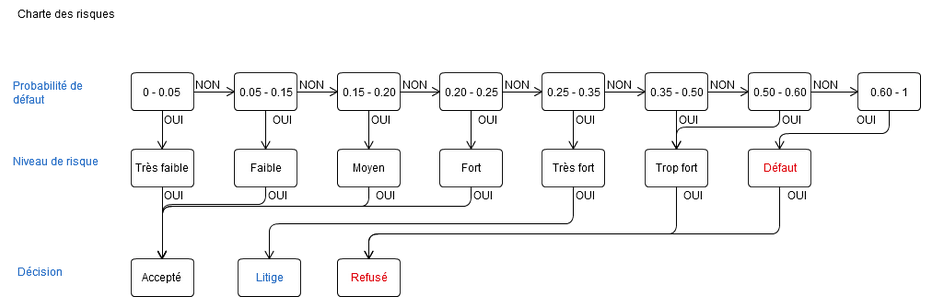 Charte des risques
Probabilité de
défaut
0 - 0.05
NON
0.05 - 0.15
NON
0.15 - 0.20
NON
0.20 - 0.25
NON
0.25 - 0.35
NON
0.35 - 0.50
NON
0.50 - 0.60
NON
0.60 - 1
OUI
OUI
OUI
OUI
OUI
OUI
OUI
OUI
Niveau de risque
Très faible
Faible
Moyen
Fort
Très fort
Trop fort
Défaut
OUI
OUI
OUI
OUI
OUI
OUI
OUI
Décision
Accepté
Litige
Refusé